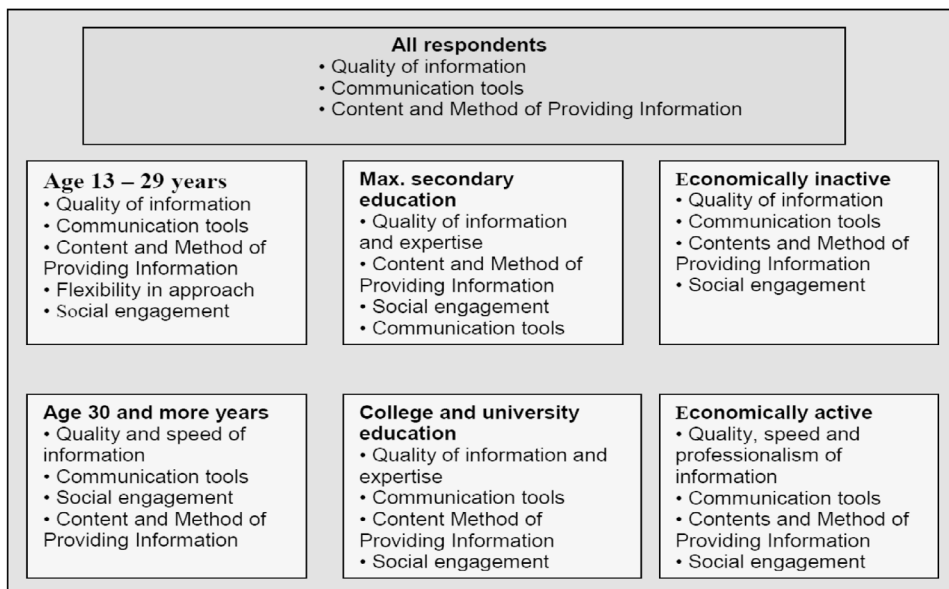 All respondents
• Quality of information
• Communication tools
• Content and Method of Providing Information
Age 13 – 29 years
• Quality of information
• Communication tools
• Content and Method of
Providing Information
• Flexibility in approach
• Social engagement
Max. secondary
education
• Quality of information
and expertise
• Content and Method of
Providing Information
• Social engagement
• Communication tools
Economically inactive
• Quality of information
• Communication tools
• Contents and Method of
Providing Information
• Social engagement
Age 30 and more years
• Quality and speed of
information
• Communication tools
• Social engagement
• Content and Method of
Providing Information
College and university
education
• Quality of information and
expertise
• Communication tools
• Content Method of
Providing Information
• Social engagement
Economically active
• Quality, speed and
professionalism of
information
• Communication tools
• Contents and Method of
Providing Information
• Social engagement